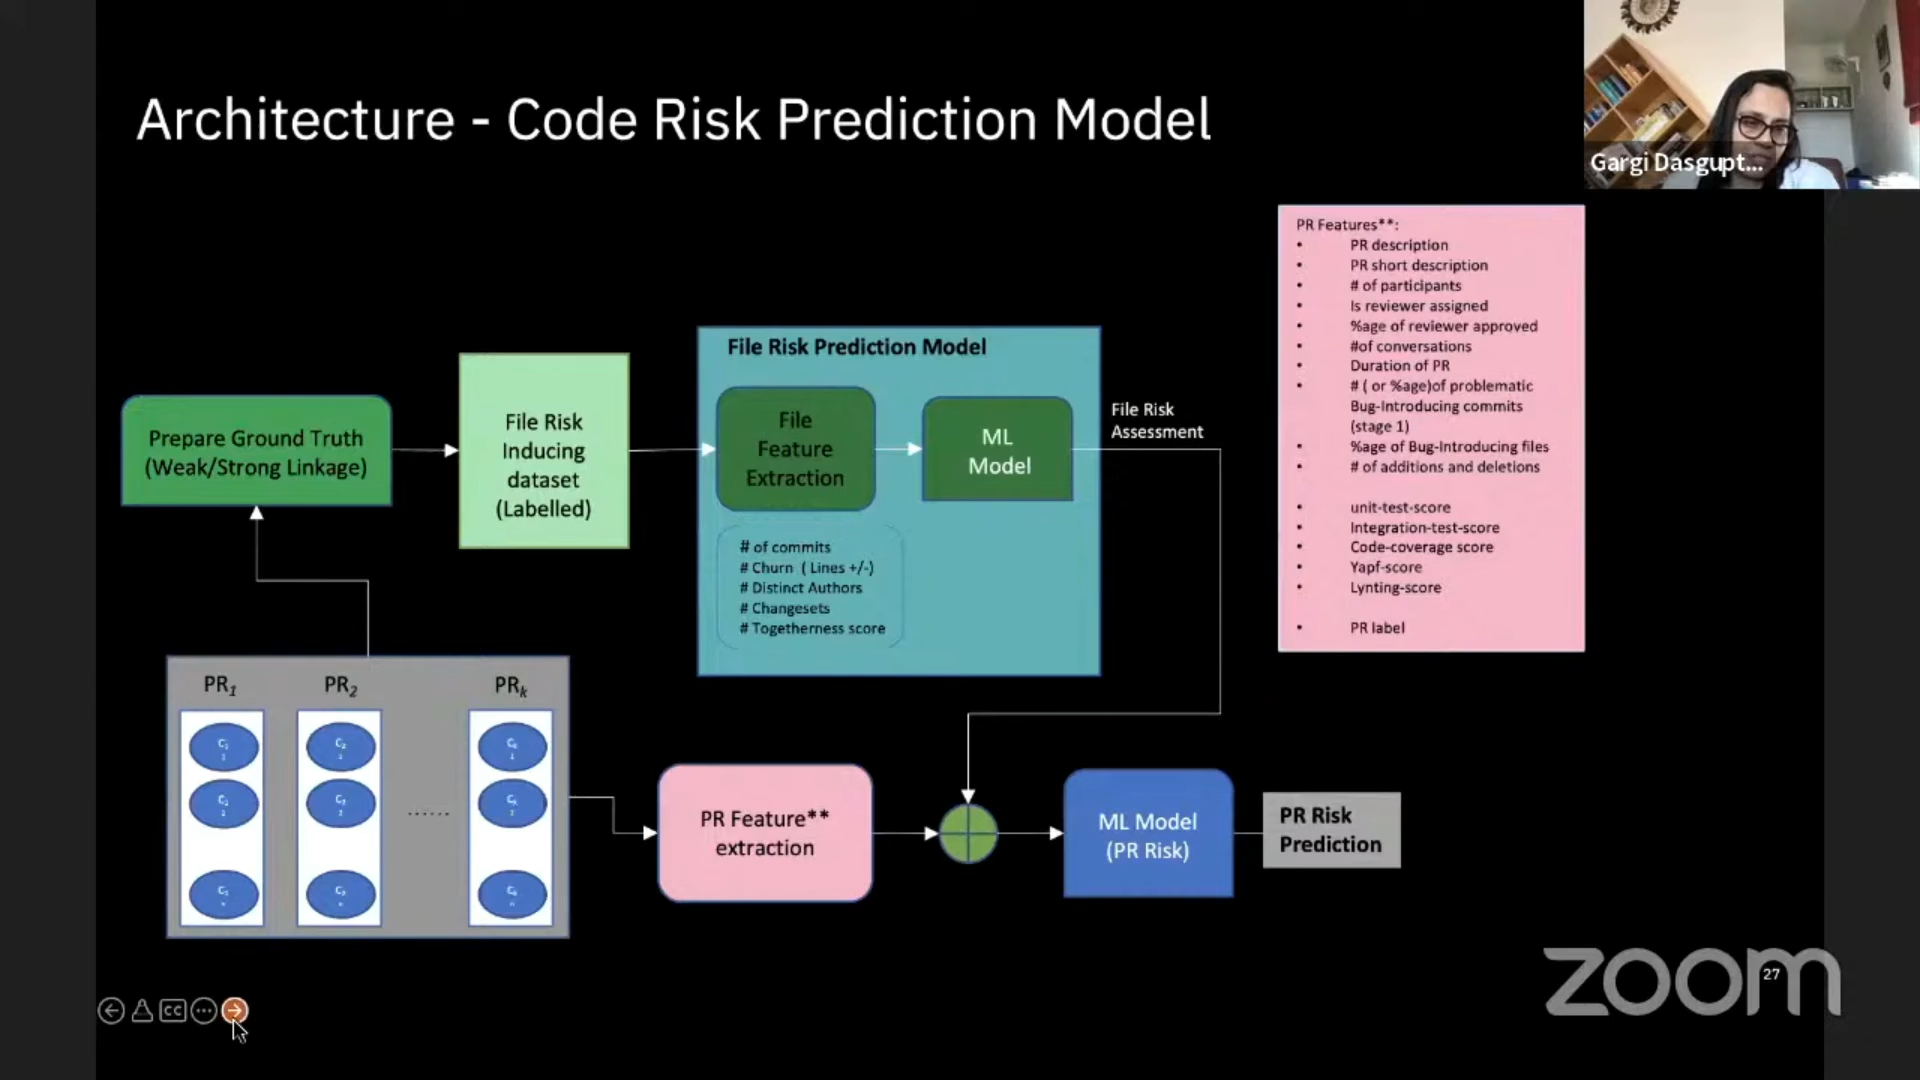 Architecture - Code Risk Prediction Model
Gargi Dasgupt...
PR Features**:
• PR description
• PR short description
• # of participants
• Is reviewer assigned
• %age of reviewer approved
• #of conversations
• Duration of PR
• # ( or %age)of problematic
Bug-Introducing commits
(stage 1)
• %age of Bug-Introducing files
• # of additions and deletions
• unit-test-score
• Integration-test-score
• Code-coverage score
• Yapf-score
• Lynting-score
• PR label
Prepare Ground Truth
(Weak/Strong Linkage)
File Risk
Inducing
dataset
(Labelled)
File Risk Prediction Model
File
Feature
Extraction
ML
Model
File Risk
Assessment
# of commits
# Churn ( Lines +/-)
# Distinct Authors
# Changesets
# Togetherness score
PR1
PR2
PRk
......
PR Feature**
extraction
ML Model
(PR Risk)
PR Risk
Prediction
zoom
27
CC